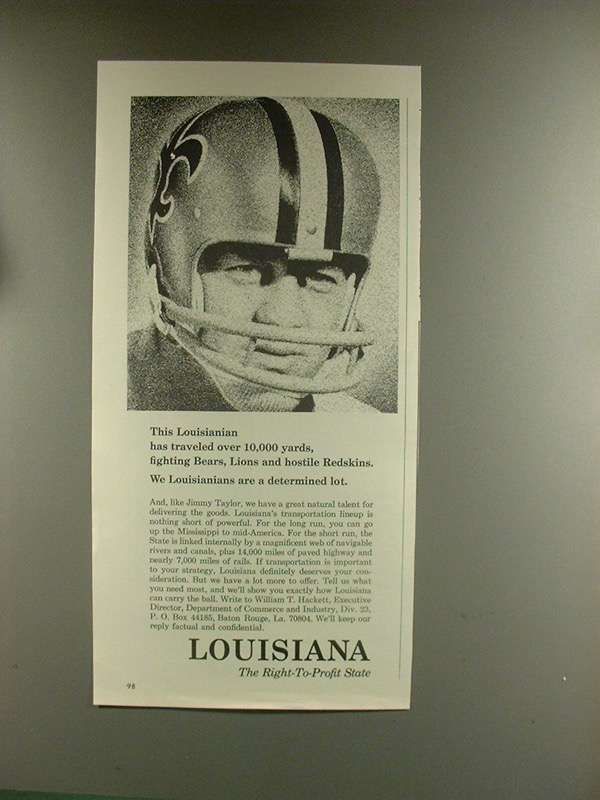 This Louisianian
has traveled over 10,000 yards,
fighting Bears, Lions and hostile Redskins.
We Louisianians are a determined lot.
And, like Jimmy Taylor, we have a great natural talent for
delivering the goods. Louisiana's transportation lineup is
nothing short of powerful. For the long run, you can go
up the Mississippi to mid-America. For the short run, the
State is linked internally by a magnificent web of navigable
rivers and canals, plus 14,000 miles of paved highway and
nearly 7,000 miles of rails. If transportation is important
to your strategy, Louisiana definitely deserves your con-
sideration. But we have a lot more to offer. Tell us what
you need most, and we'll show you exactly how Louisiana
can carry the ball. Write to William T. Hackett, Executive
Director, Department of Commerce and Industry, Div. 23,
P. O. Box 44185, Baton Rouge, La. 70804. We'll keep our
reply factual and confidential.
LOUISIANA
The Right-To-Profit State
98